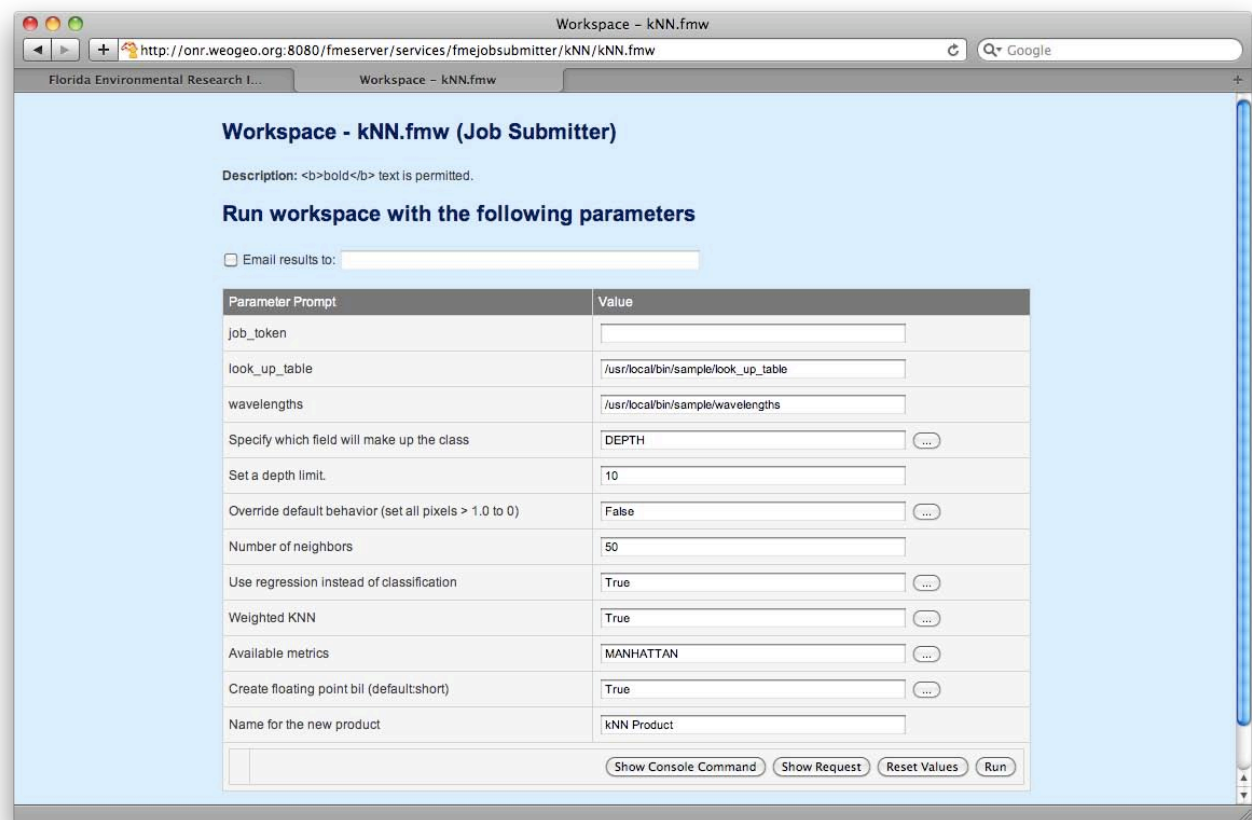 Workspace - kNN.fmw
http://onr.weogeo.org:8080/fmeserver/services/fmejobsubmitter/kNN/kNN.fmw
Google
Florida Environmental Research I...
Workspace - kNN.fmw
Workspace - kNN.fmw (Job Submitter)
Description: <b>bold</b> text is permitted.
Run workspace with the following parameters
Email results to:
Parameter Prompt Value
job_token
look_up_table /usr/local/bin/sample/look_up_table
wavelengths /usr/local/bin/sample/wavelengths
Specify which field will make up the class DEPTH ...
Set a depth limit. 10
Override default behavior (set all pixels > 1.0 to 0) False ...
Number of neighbors 50
Use regression instead of classification True ...
Weighted KNN True ...
Available metrics MANHATTAN ...
Create floating point bil (default:short) True ...
Name for the new product kNN Product
Show Console Command Show Request Reset Values Run